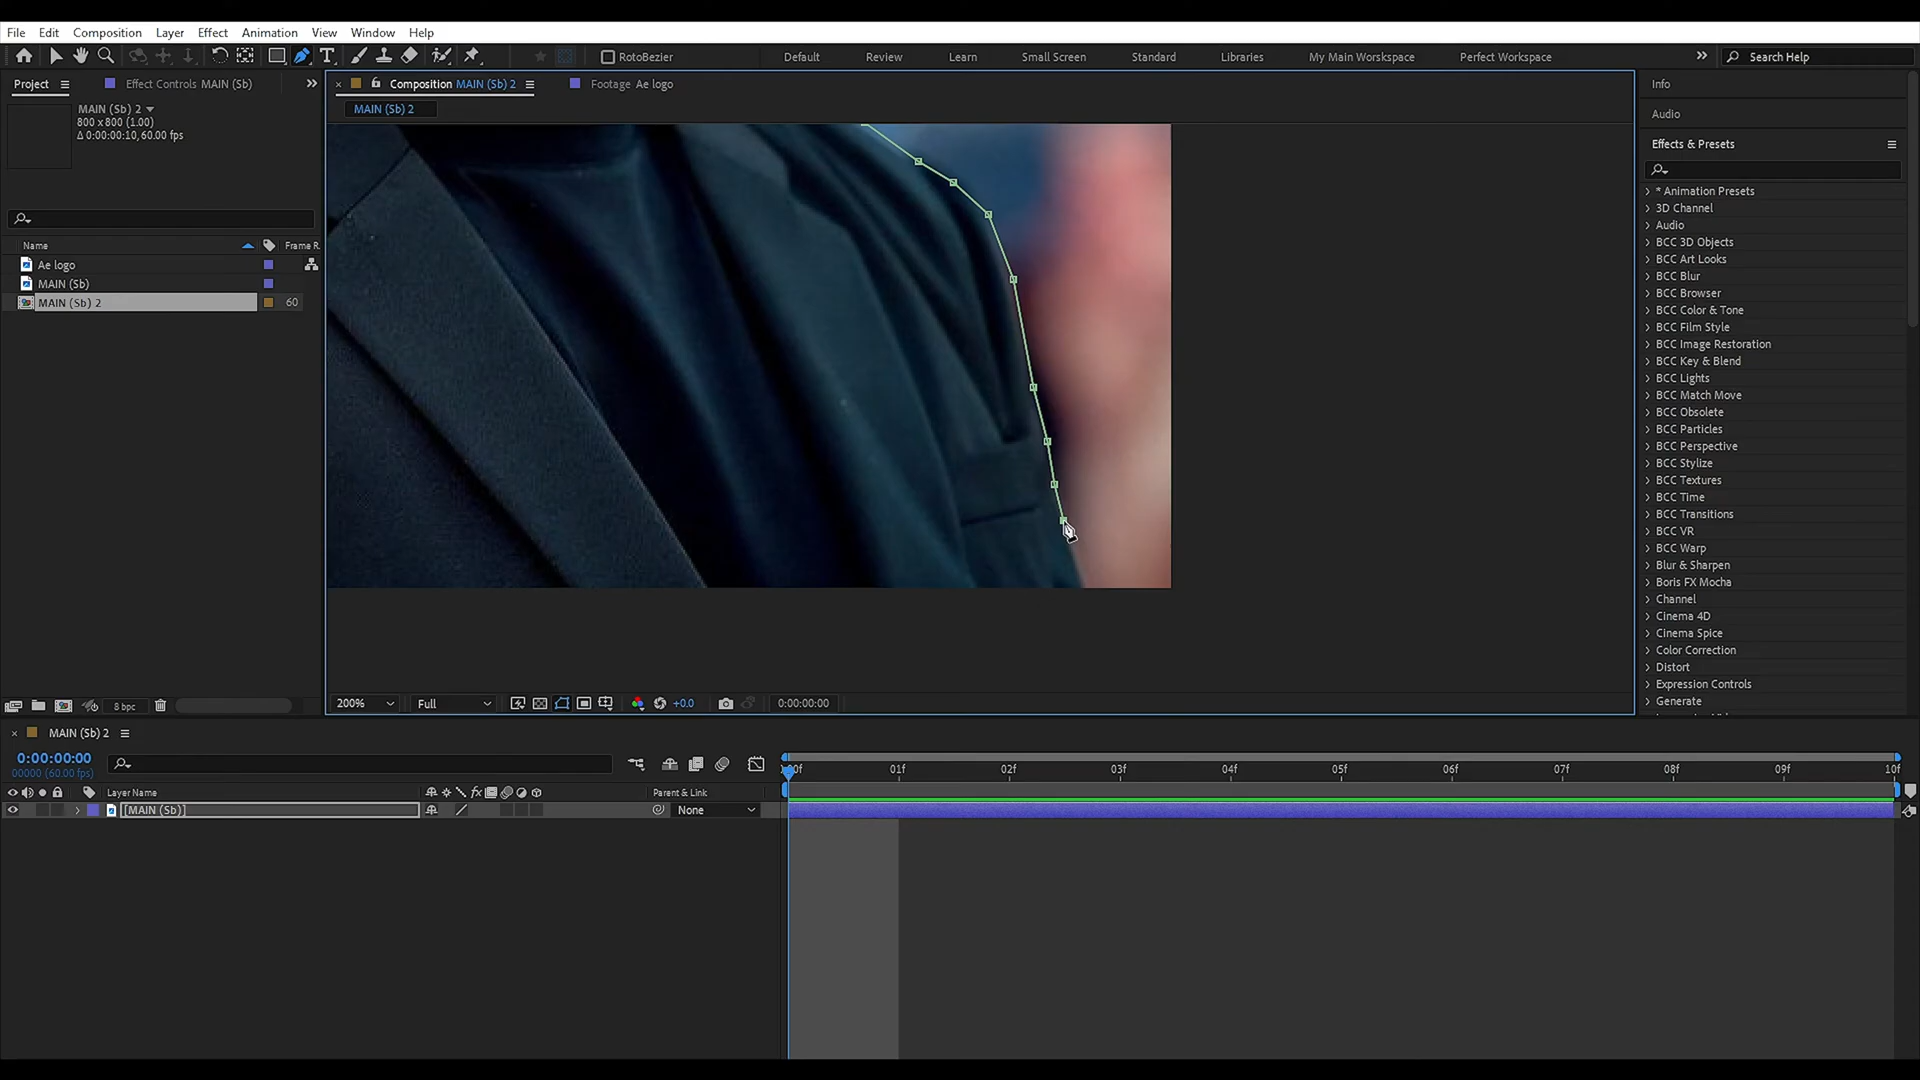 File Edit Composition Layer Effect Animation View Window Help
RotoBezier Default Review Learn Small Screen Standard Libraries My Main Worskspace Perfect Workspace Search Help
Project Effect Controls MAIN (Sb)
MAIN (Sb) 2
800 x 800 (1.00)
Δ 0:00:00:10, 60.00 fps
Name Frame R.
Ae logo
MAIN (Sb)
MAIN (Sb) 2 60
8 bpc
Composition MAIN (Sb) 2 Footage Ae logo
MAIN (Sb) 2
200% Full +0.0 0:00:00:00
Info
Audio
Effects & Presets
* Animation Presets
3D Channel
Audio
BCC 3D Objects
BCC Art Looks
BCC Blur
BCC Browser
BCC Color & Tone
BCC Film Style
BCC Image Restoration
BCC Key & Blend
BCC Lights
BCC Match Move
BCC Obsolete
BCC Particles
BCC Perspective
BCC Stylize
BCC Textures
BCC Time
BCC Transitions
BCC VR
BCC Warp
Blur & Sharpen
Boris FX Mocha
Channel
Cinema 4D
Cinema Spice
Color Correction
Distort
Expression Controls
Generate
MAIN (Sb) 2
0:00:00:00
00000 (60.00 fps)
:00f 01f 02f 03f 04f 05f 06f 07f 08f 09f 10f
Layer Name Parent & Link
[MAIN (Sb)] None